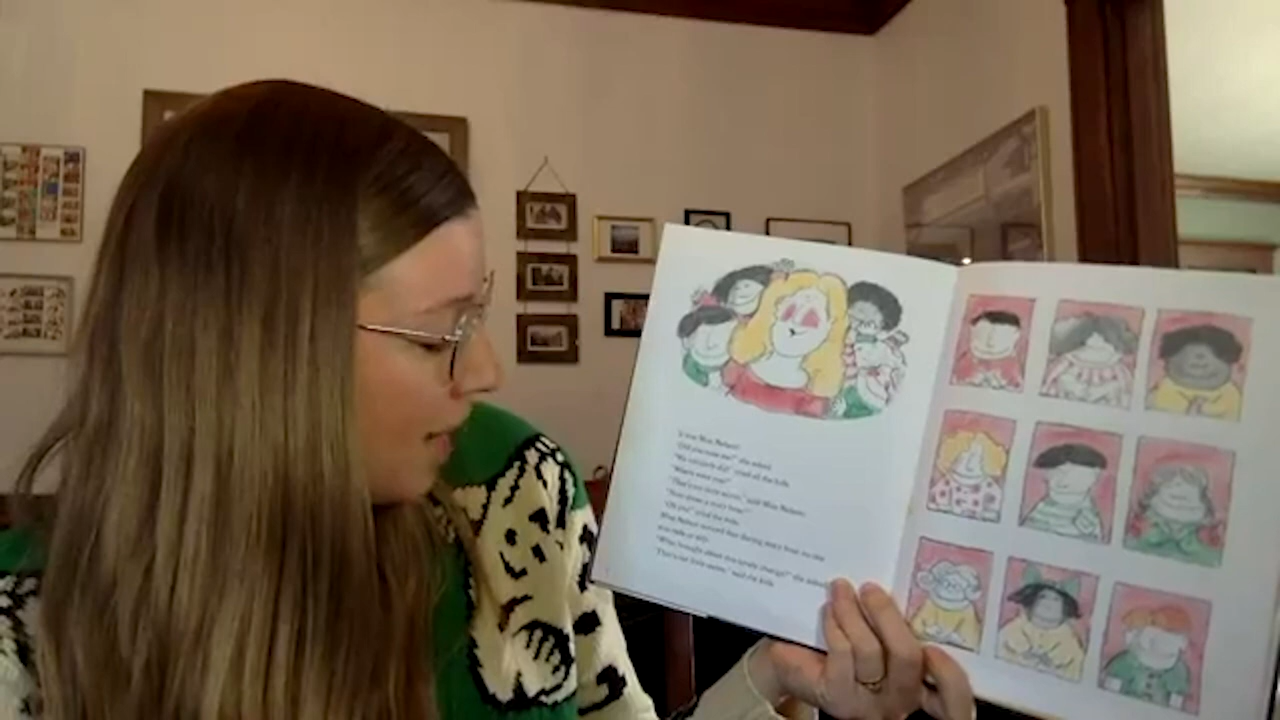 "It was Miss Nelson!
"Did you miss me?" she asked.
"We certainly did!" cried all the kids.
"Where were you?"
"That's my little secret," said Miss Nelson.
"How about a story hour?"
"Oh yes!" cried the kids.
Miss Nelson noticed that during story hour no one
was rude or silly.
"What brought about this lovely change?" she asked.
"That's our little secret," said the kids.